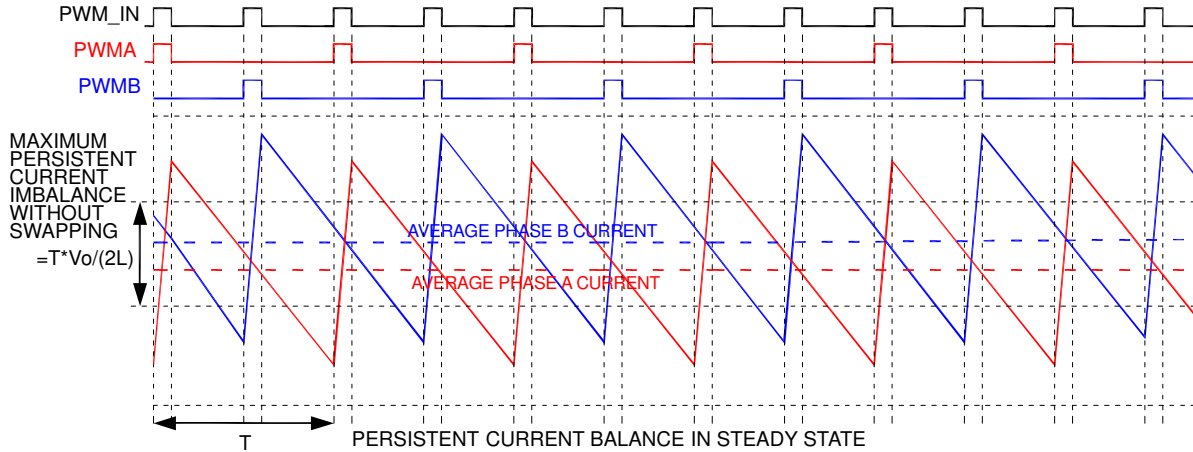 PWM_IN
PWMA
PWMB
MAXIMUM
PERSISTENT
CURRENT
IMBALANCE
WITHOUT
SWAPPING
=T*Vo/(2L)
AVERAGE PHASE B CURRENT
AVERAGE PHASE A CURRENT
T
PERSISTENT CURRENT BALANCE IN STEADY STATE